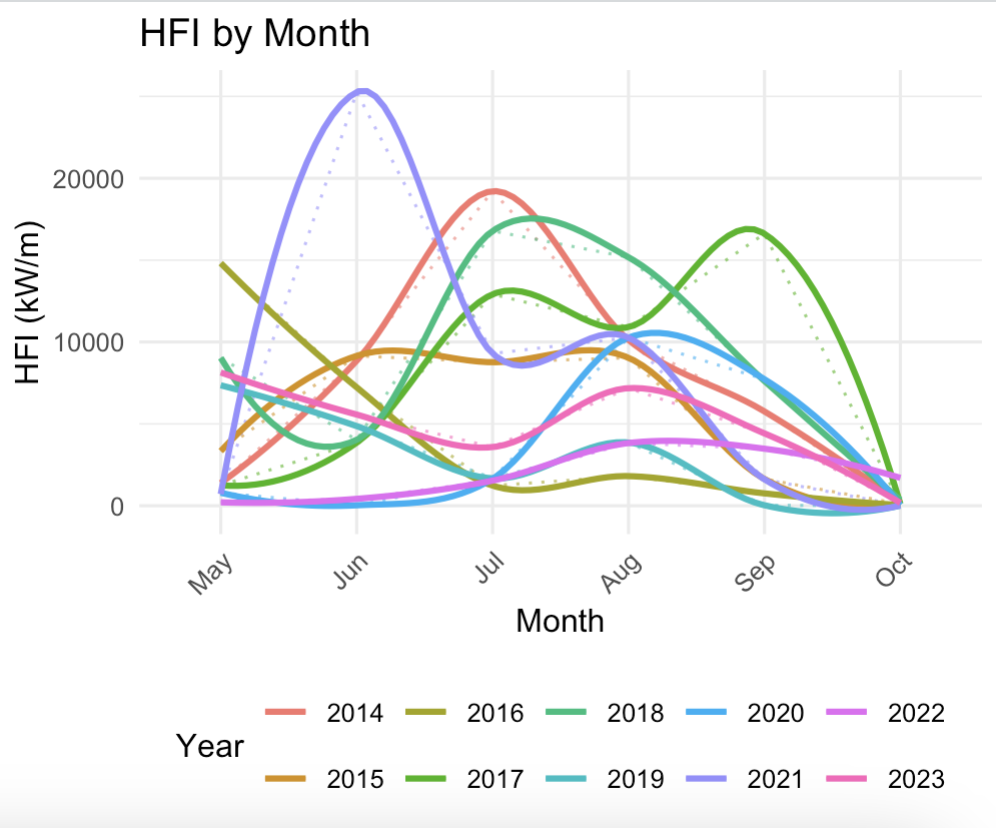 HFI by Month
HFI (kW/m)
20000
10000
0
May Jun Jul Aug Sep Oct
Month
Year
2014 2016 2018 2020 2022
2015 2017 2019 2021 2023